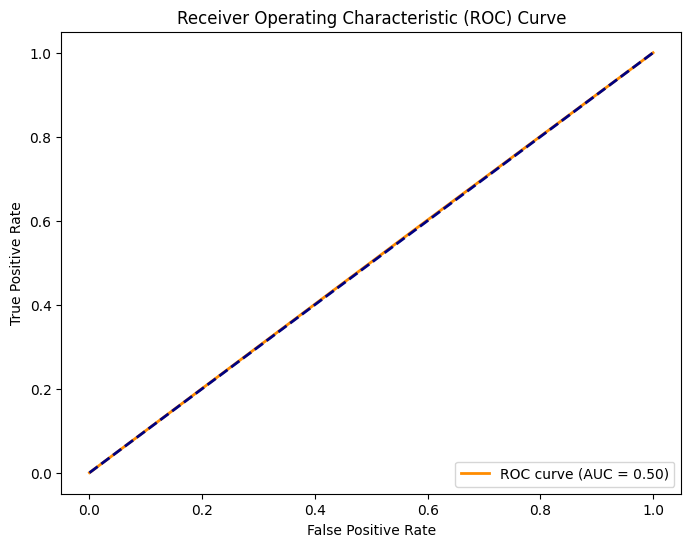 Receiver Operating Characteristic (ROC) Curve
True Positive Rate
1.0
0.8
0.6
0.4
0.2
0.0
ROC curve (AUC = 0.50)
0.0 0.2 0.4 0.6 0.8 1.0
False Positive Rate